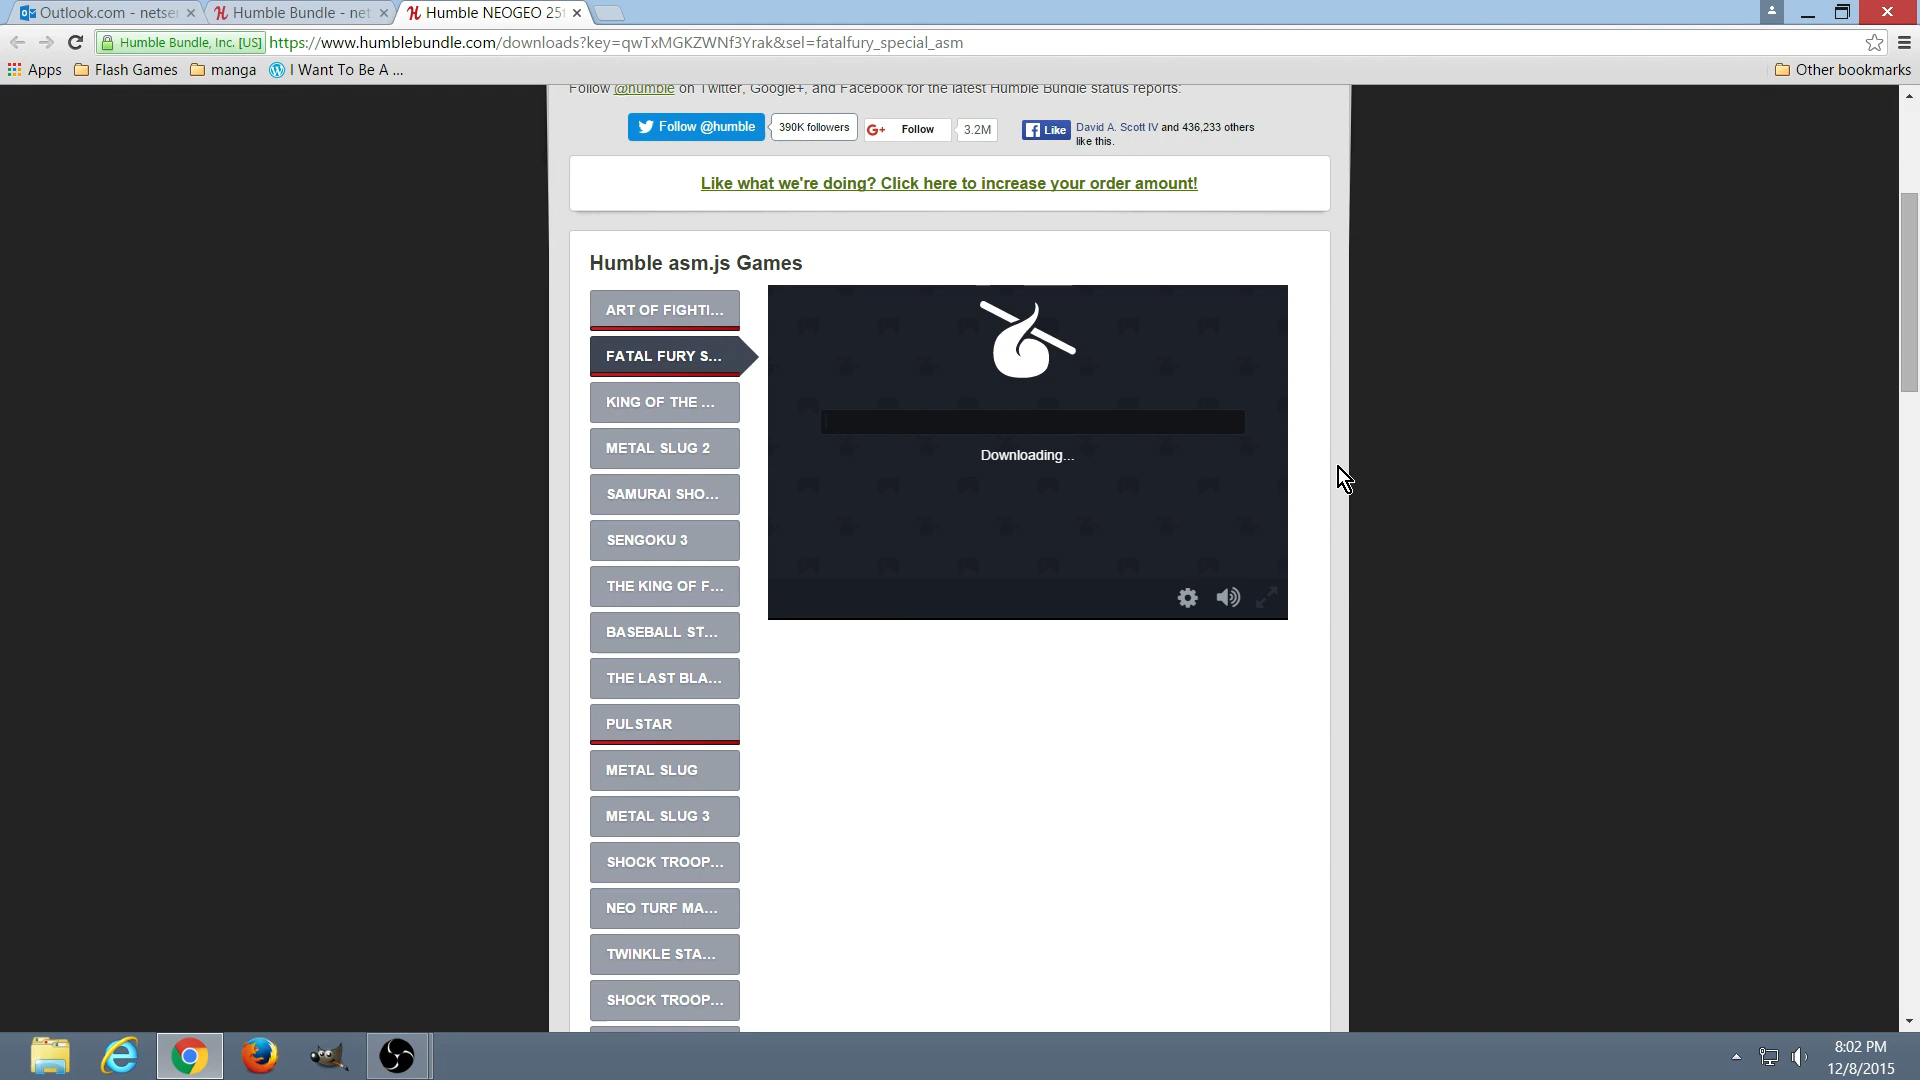 Outlook.com - netser
Humble Bundle - net
Humble NEOGEO 25t
Humble Bundle, Inc. [US]
https://www.humblebundle.com/downloads?key=qwTxMGKZWNf3Yrak&sel=fatalfury_special_asm
Apps
Flash Games
manga
I Want To Be A ...
Other bookmarks
Follow @humble on Twitter, Google+, and Facebook for the latest Humble Bundle status reports:
Follow @humble
390K followers
G+ Follow
3.2M
Like
David A. Scott IV and 436,233 others
like this.
Like what we're doing? Click here to increase your order amount!
Humble asm.js Games
ART OF FIGHTI...
FATAL FURY S...
KING OF THE ...
METAL SLUG 2
SAMURAI SHO...
SENGOKU 3
THE KING OF F...
BASEBALL ST...
THE LAST BLA...
PULSTAR
METAL SLUG
METAL SLUG 3
SHOCK TROOP...
NEO TURF MA...
TWINKLE STA...
SHOCK TROOP...
Downloading...
8:02 PM
12/8/2015